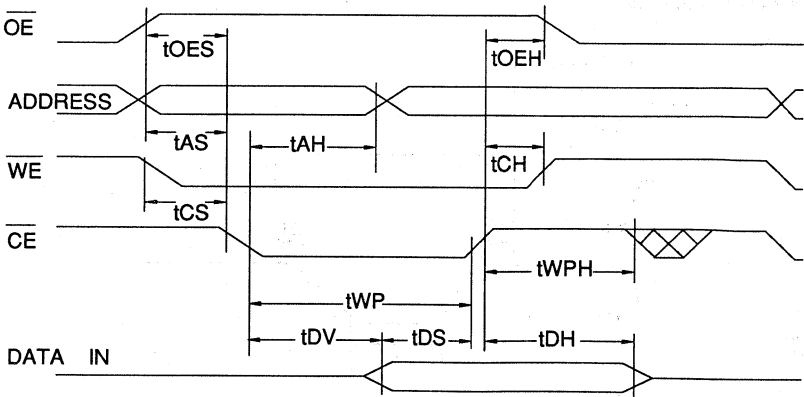 OE
tOES
tOEH
ADDRESS
tAS
tAH
WE
tCH
tCS
CE
tWPH
tWP
tDV
tDS
tDH
DATA IN